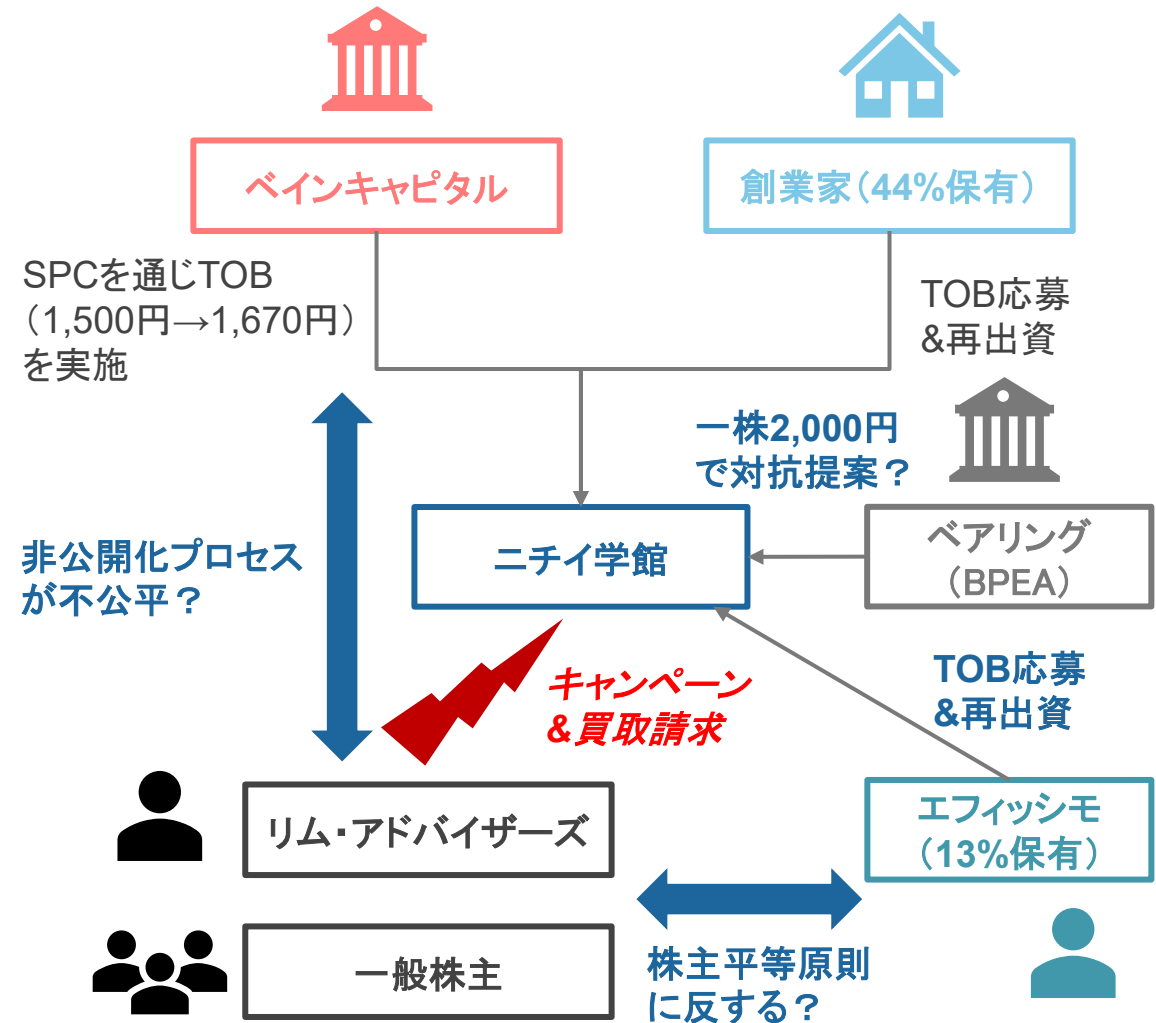 ベインキャピタル
創業家（44%保有）
SPCを通じTOB
（1,500円→1,670円）
を実施
TOB応募
&再出資
一株2,000円
で対抗提案？
非公開化プロセス
が不公平？
ニチイ学館
ベアリング
（BPEA）
キャンペーン
&買取請求
TOB応募
&再出資
リム・アドバイザーズ
エフィッシモ
（13%保有）
一般株主
株主平等原則
に反する？